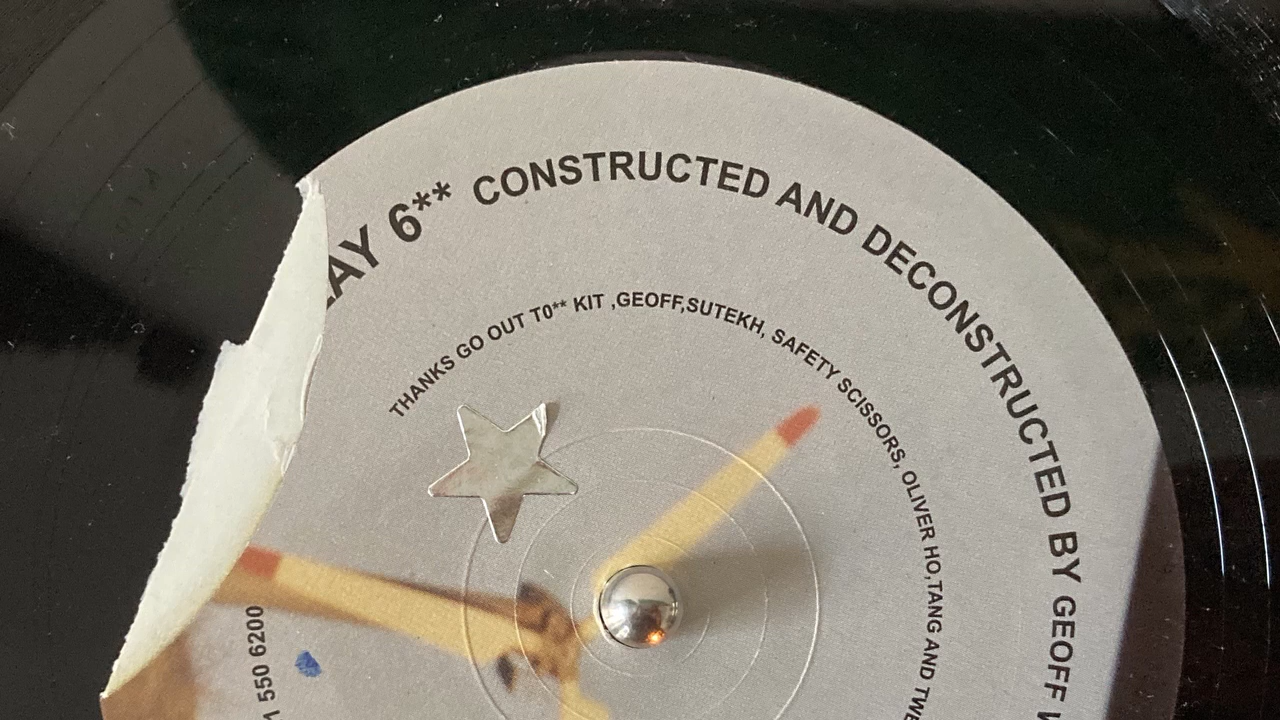 6** CONSTRUCTED AND DECONSTRUCTED BY GEOFF
THANKS GO OUT T0** KIT ,GEOFF,SUTEKH, SAFETY SCISSORS, OLIVER HO,TANG AND
550 6200